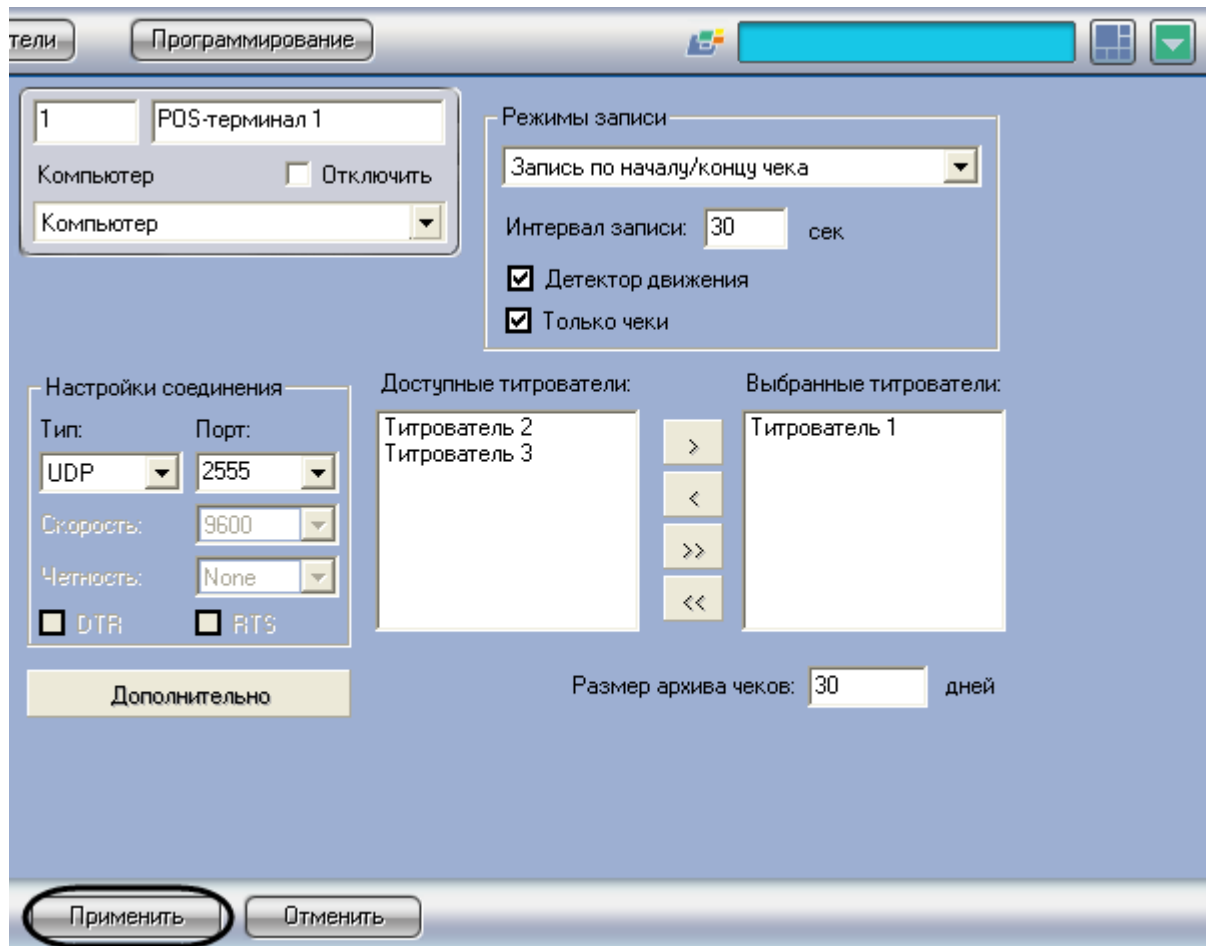 тели
Программирование
1
POS-терминал 1
Компьютер
Отключить
Компьютер
Режимы записи
Запись по началу/концу чека
Интервал записи: 30 сек
Детектор движения
Только чеки
Настройки соединения
Тип: Порт:
UDP 2555
Скорость: 9600
Четность: None
DTR RTS
Дополнительно
Доступные титрователи:
Титрователь 2
Титрователь 3
>
<
>>
<<
Выбранные титрователи:
Титрователь 1
Размер архива чеков: 30 дней
Применить
Отменить